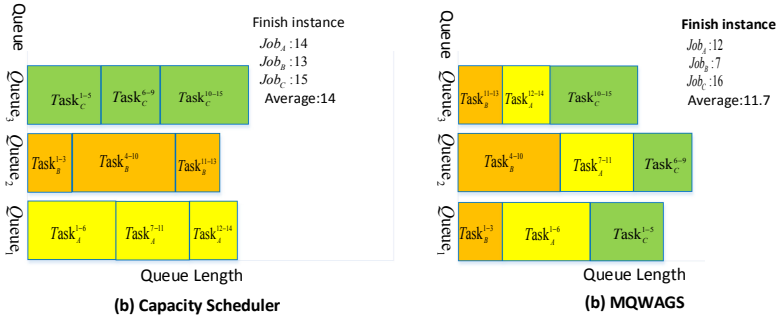 Queue
Finish instance
Job_A :14
Job_B :13
Job_C :15
Average:14
Queue_3
Task_C^{1-5}
Task_C^{6-9}
Task_C^{10-15}
Queue_2
Task_B^{1-3}
Task_B^{4-10}
Task_B^{11-13}
Queue_1
Task_A^{1-6}
Task_A^{7-11}
Task_A^{12-14}
Queue Length
(b) Capacity Scheduler
Queue
Finish instance
Job_A :12
Job_B :7
Job_C :16
Average:11.7
Queue_3
Task_B^{11-13}
Task_A^{12-14}
Task_C^{10-15}
Queue_2
Task_B^{4-10}
Task_A^{7-11}
Task_C^{6-9}
Queue_1
Task_B^{1-3}
Task_A^{1-6}
Task_C^{1-5}
Queue Length
(b) MQWAGS